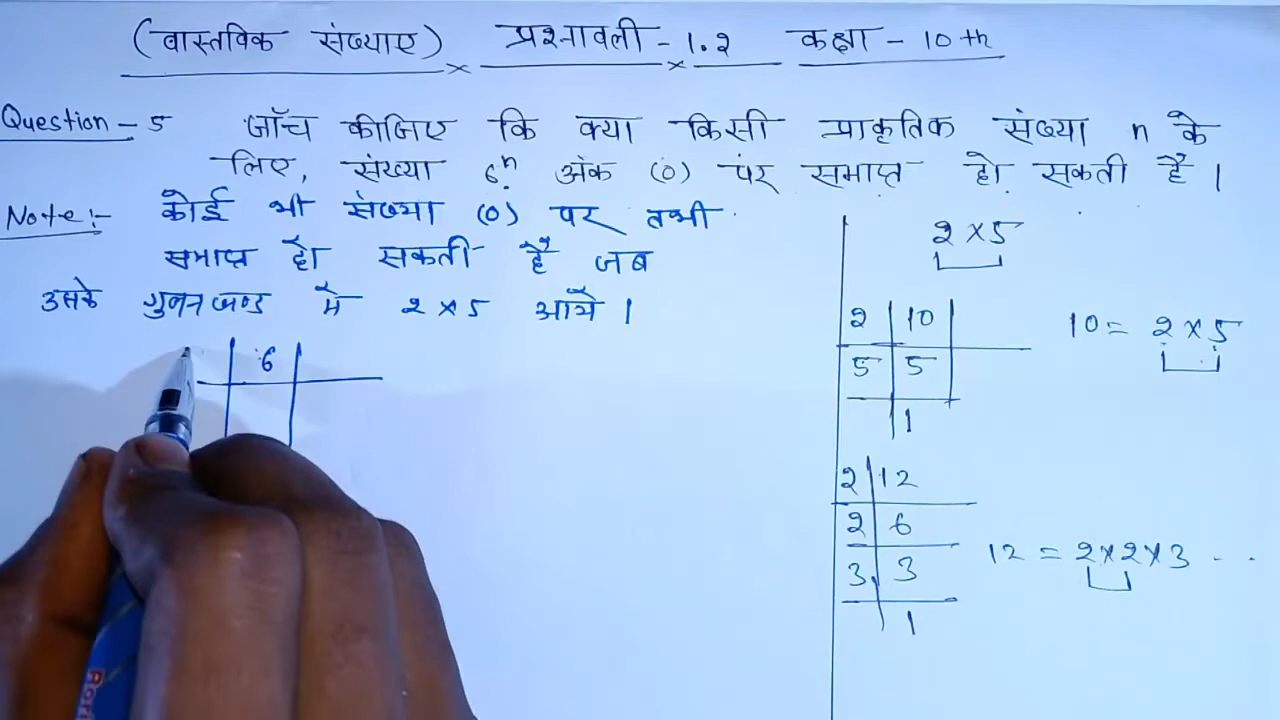 (वास्तविक संख्याए) प्रश्नावली - 1.2 कक्षा - 10th
Question - 5 जाँच कीजिए कि क्या किसी प्राकृतिक संख्या n के
लिए, संख्या 6ⁿ अंक (0) पर समाप्त हो सकती है।
Note:- कोई भी संख्या (0) पर तभी
समाप्त हो सकती है जब
उसके गुणनखण्ड में 2 × 5 आये।
6
2 × 5
2 10
5 5
1
10 = 2 × 5
2 12
2 6
3 3
1
12 = 2 × 2 × 3 ..